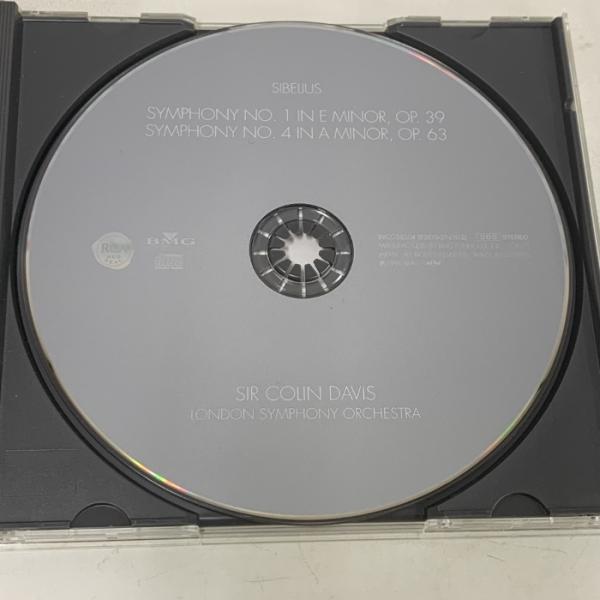 SIBELIUS
SYMPHONY NO. 1 IN E MINOR, OP. 39
SYMPHONY NO. 4 IN A MINOR, OP. 63
BMG
STEREO
SIR COLIN DAVIS
LONDON SYMPHONY ORCHESTRA